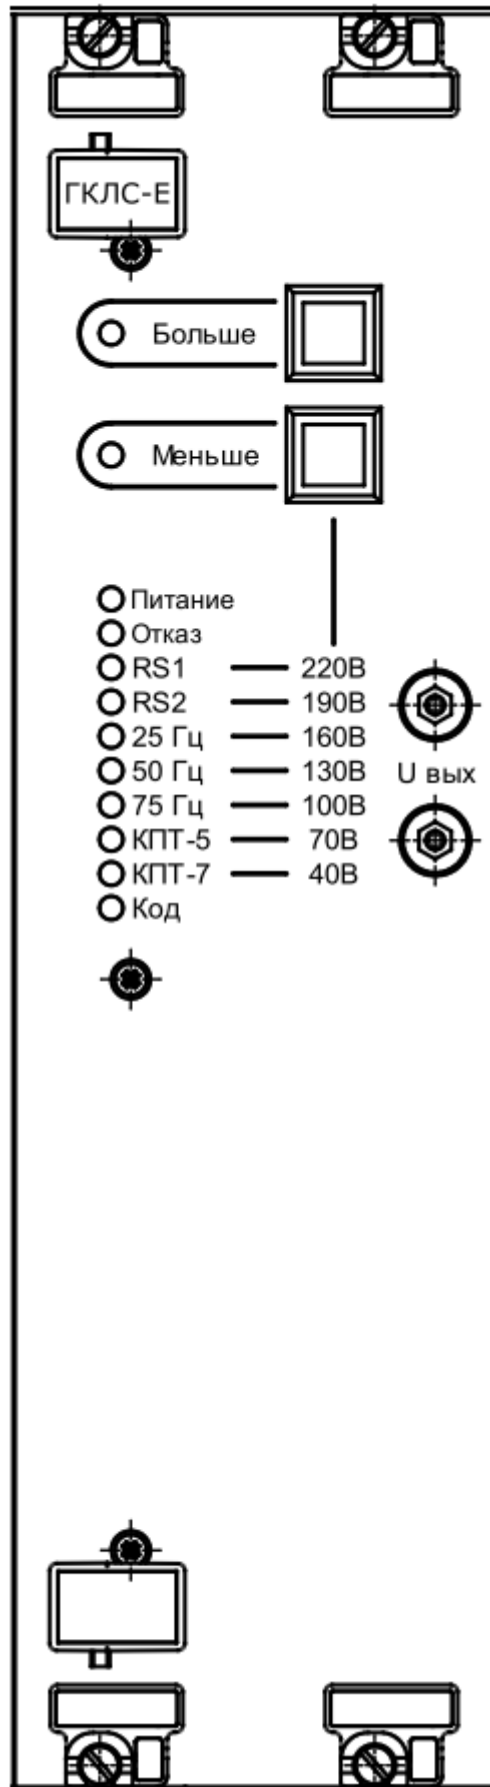 ГКЛС-Е
Больше
Меньше
Питание
Отказ
RS1 220В
RS2 190В
25 Гц 160В
50 Гц 130В
U вых
75 Гц 100В
КПТ-5 70В
КПТ-7 40В
Код